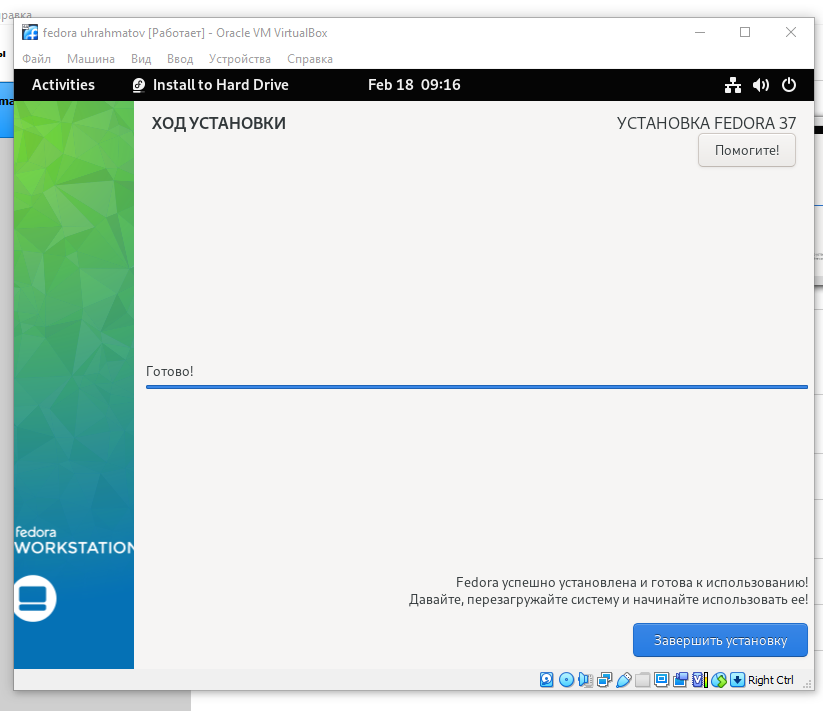 равка
fedora uhrahmatov [Работает] - Oracle VM VirtualBox
Файл Машина Вид Ввод Устройства Справка
Activities Install to Hard Drive Feb 18 09:16
ХОД УСТАНОВКИ УСТАНОВКА FEDORA 37
Помогите!
Готово!
fedora
WORKSTATION
Fedora успешно установлена и готова к использованию!
Давайте, перезагружайте систему и начинайте использовать ее!
Завершить установку
Right Ctrl